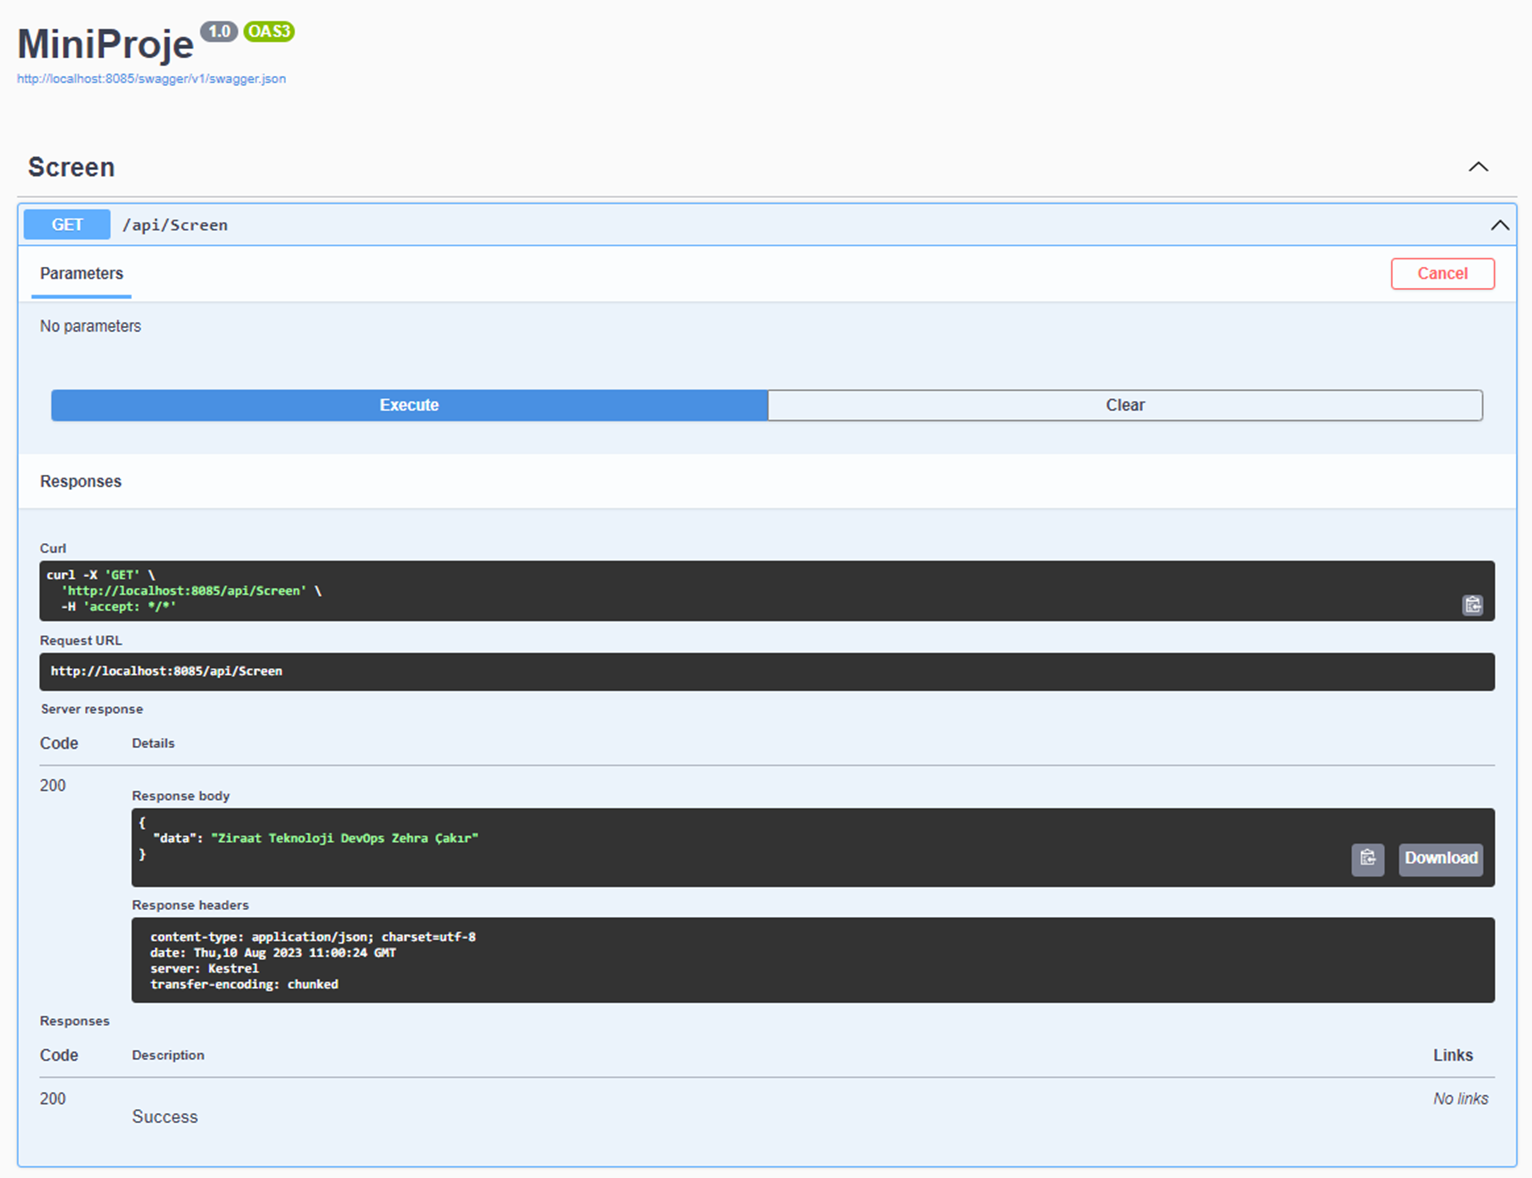 MiniProje 1.0 OAS3
http://localhost:8085/swagger/v1/swagger.json
Screen
GET /api/Screen
Parameters Cancel
No parameters
Execute Clear
Responses
Curl
curl -X 'GET' \
'http://localhost:8085/api/Screen' \
-H 'accept: */*'
Request URL
http://localhost:8085/api/Screen
Server response
Code Details
200
Response body
{
"data": "Ziraat Teknoloji DevOps Zehra Çakır"
}
Download
Response headers
content-type: application/json; charset=utf-8
date: Thu,10 Aug 2023 11:00:24 GMT
server: Kestrel
transfer-encoding: chunked
Responses
Code Description Links
200 No links
Success